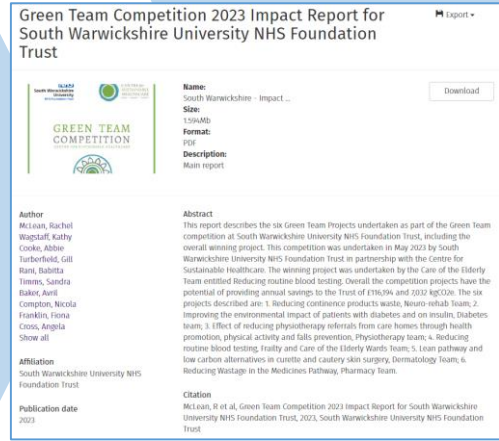 Green Team Competition 2023 Impact Report for
South Warwickshire University NHS Foundation
Trust
Export
South Warwickshire
University
GREEN TEAM
COMPETITION
Name:
South Warwickshire - Impact ...
Size:
1.594Mb
Format:
PDF
Description:
Main report
Download
Author
McLean, Rachel
Wagstaff, Kathy
Cooke, Abbie
Turberfield, Gill
Rani, Babitta
Timms, Sandra
Baker, Avril
Compton, Nicola
Franklin, Fiona
Cross, Angela
Show all
Affiliation
South Warwickshire University NHS
Foundation Trust
Publication date
2023
Abstract
This report describes the six Green Team Projects undertaken as part of the Green Team
competition at South Warwickshire University NHS Foundation Trust, including the
overall winning project. This competition was undertaken in May 2023 by South
Warwickshire University NHS Foundation Trust in partnership with the Centre for
Sustainable Healthcare. The winning project was undertaken by the Care of the Elderly
Team entitled Reducing routine blood testing. Overall the competition projects have the
potential of providing annual savings to the Trust of £116,194 and 7,032 kgCO2e. The six
projects described are: 1. Reducing continence products waste, Neuro-rehab Team; 2.
Improving the environmental impact of patients with diabetes and on insulin, Diabetes
team; 3. Effect of reducing physiotherapy referrals from care homes through health
promotion, physical activity and falls prevention, Physiotherapy team; 4. Reducing
routine blood testing, Frailty and Care of the Elderly Wards Team; 5. Lean pathway and
low carbon alternatives in curette and cautery skin surgery, Dermatology Team; 6.
Reducing Wastage in the Medicines Pathway, Pharmacy Team.
Citation
McLean, R et al, Green Team Competition 2023 Impact Report for South Warwickshire
University NHS Foundation Trust, 2023, South Warwickshire University NHS Foundation
Trust